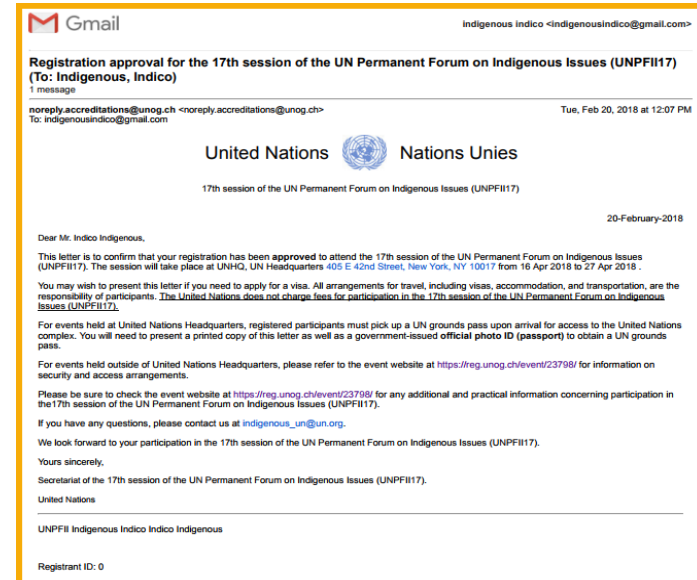 Gmail
indigenous indico <indigenousindico@gmail.com>
Registration approval for the 17th session of the UN Permanent Forum on Indigenous Issues (UNPFII17)
(To: Indigenous, Indico)
1 message
noreply.accreditations@unog.ch <noreply.accreditations@unog.ch>
Tue, Feb 20, 2018 at 12:07 PM
To: indigenousindico@gmail.com
United Nations Nations Unies
17th session of the UN Permanent Forum on Indigenous Issues (UNPFII17)
20-February-2018
Dear Mr. Indico Indigenous,
This letter is to confirm that your registration has been approved to attend the 17th session of the UN Permanent Forum on Indigenous Issues
(UNPFII17). The session will take place at UNHQ, UN Headquarters 405 E 42nd Street, New York, NY 10017 from 16 Apr 2018 to 27 Apr 2018 .
You may wish to present this letter if you need to apply for a visa. All arrangements for travel, including visas, accommodation, and transportation, are the
responsibility of participants. The United Nations does not charge fees for participation in the 17th session of the UN Permanent Forum on Indigenous
Issues (UNPFII17).
For events held at United Nations Headquarters, registered participants must pick up a UN grounds pass upon arrival for access to the United Nations
complex. You will need to present a printed copy of this letter as well as a government-issued official photo ID (passport) to obtain a UN grounds
pass.
For events held outside of United Nations Headquarters, please refer to the event website at https://reg.unog.ch/event/23798/ for information on
security and access arrangements.
Please be sure to check the event website at https://reg.unog.ch/event/23798/ for any additional and practical information concerning participation in
the17th session of the UN Permanent Forum on Indigenous Issues (UNPFII17).
If you have any questions, please contact us at indigenous_un@un.org.
We look forward to your participation in the 17th session of the UN Permanent Forum on Indigenous Issues (UNPFII17).
Yours sincerely,
Secretariat of the 17th session of the UN Permanent Forum on Indigenous Issues (UNPFII17).
United Nations
UNPFII Indigenous Indico Indico Indigenous
Registrant ID: 0